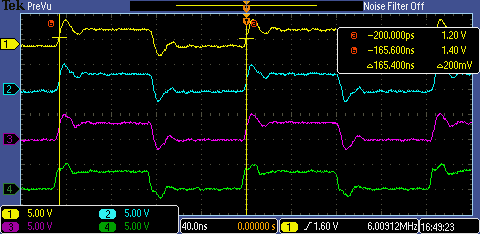 Tek PreVu Noise Filter Off
a -200.000ps 1.20 V
b -165.600ns 1.40 V
△165.400ns △200mV
1
2
3
4
1 5.00 V 2 5.00 V
3 5.00 V 4 5.00 V
40.0ns 0.00000 s 1 1.60 V 6.00912MHz 16:49:23